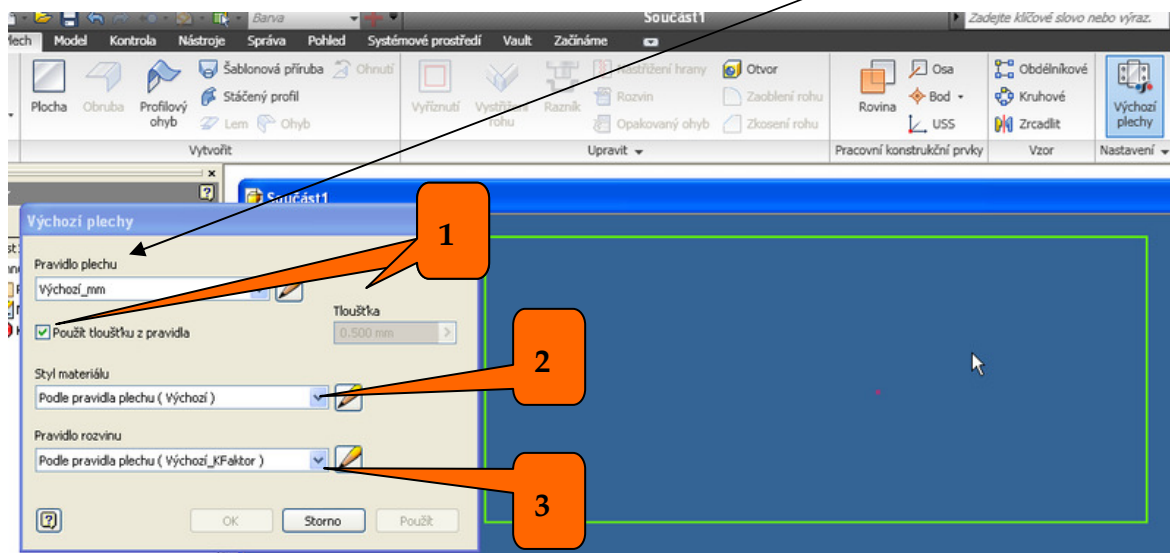 Barva Součást1 Zadejte klíčové slovo nebo výraz.
Plech Model Kontrola Nástroje Správa Pohled Systémové prostředí Vault Začínáme
Plocha Obruba Profilový ohyb Šablonová příruba Ohnutí
Stáčený profil
Lem Ohyb
Vytvořit
Vyříznutí Vystřižení rohu Razník Nastřižení hrany Otvor
Rozvin Zaoblení rohu
Opakovaný ohyb Zkosení rohu
Upravit
Rovina Osa
Bod
USS
Pracovní konstrukční prvky
Obdélníkové
Kruhové
Zrcadlit
Vzor
Výchozí
plechy
Nastavení
Součást1
Výchozí plechy
Pravidlo plechu
Výchozí_mm
Použít tloušťku z pravidla
Tloušťka
0.500 mm
Styl materiálu
Podle pravidla plechu ( Výchozí )
Pravidlo rozvinu
Podle pravidla plechu ( Výchozí_KFaktor )
OK Storno Použít
1
2
3